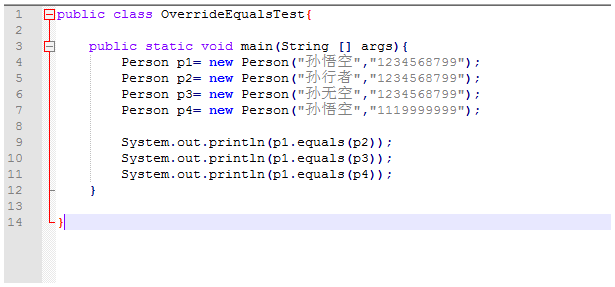 1 public class OverrideEqualsTest{
2
3 public static void main(String [] args){
4 Person p1= new Person("孙悟空","1234568799");
5 Person p2= new Person("孙行者","1234568799");
6 Person p3= new Person("孙无空","1234568799");
7 Person p4= new Person("孙悟空","1119999999");
8
9 System.out.println(p1.equals(p2));
10 System.out.println(p1.equals(p3));
11 System.out.println(p1.equals(p4));
12 }
13
14 }